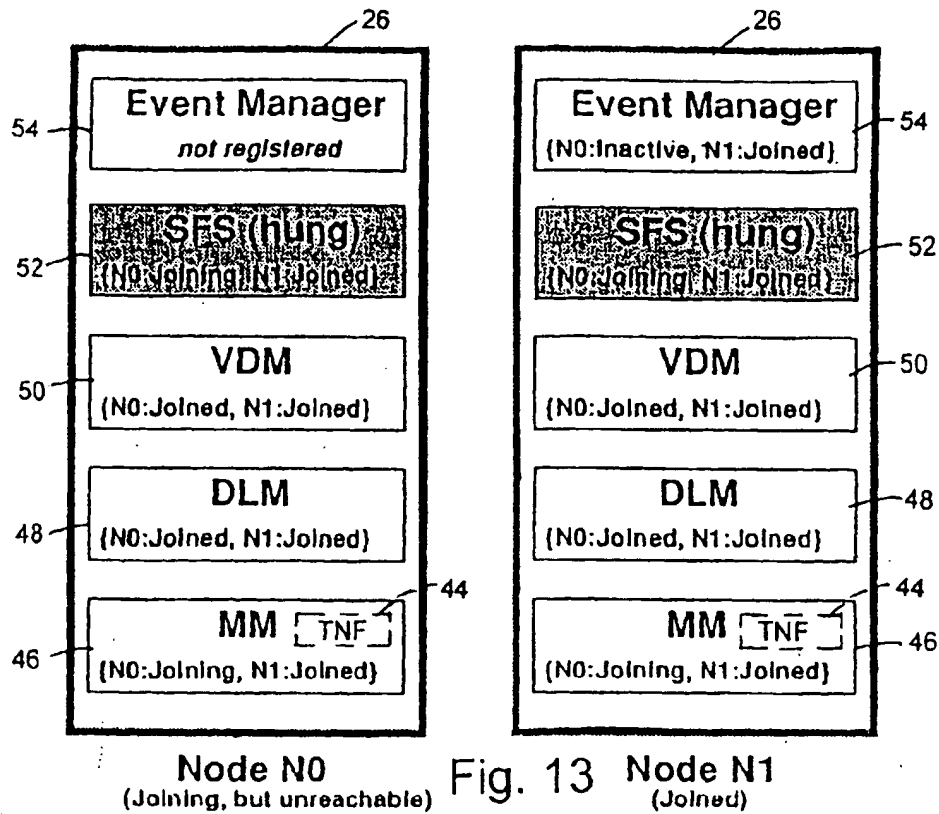 26
Event Manager
not registered
54
SFS (hung)
{N0:Joining, N1:Joined}
52
VDM
{N0:Joined, N1:Joined}
50
DLM
{N0:Joined, N1:Joined}
48
44
MM
TNF
{N0:Joining, N1:Joined}
46
Node N0
(Joining, but unreachable)
26
Event Manager
{N0:Inactive, N1:Joined}
54
SFS (hung)
{N0:Joining, N1:Joined}
52
VDM
{N0:Joined, N1:Joined}
50
DLM
{N0:Joined, N1:Joined}
48
44
MM
TNF
{N0:Joining, N1:Joined}
46
Node N1
(Joined)
Fig. 13